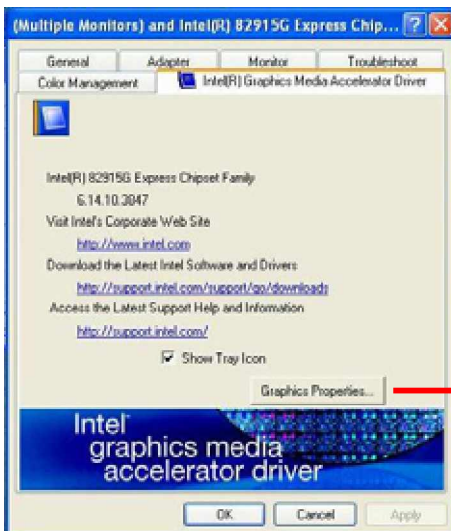 (Multiple Monitors) and Intel(R) 82915G Express Chip... ?
General Adapter Monitor Troubleshoot
Color Management Intel(R) Graphics Media Accelerator Driver
Intel(R) 82915G Express Chipset Family
6.14.10.3847
Visit Intel's Corporate Web Site
http://www.intel.com
Download the Latest Intel Software and Drivers
http://support.intel.com/support/go/downloads
Access the Latest Support Help and Information
http://support.intel.com/
Show Tray Icon
Graphics Properties...
Intel
graphics media
accelerator driver
OK Cancel Apply